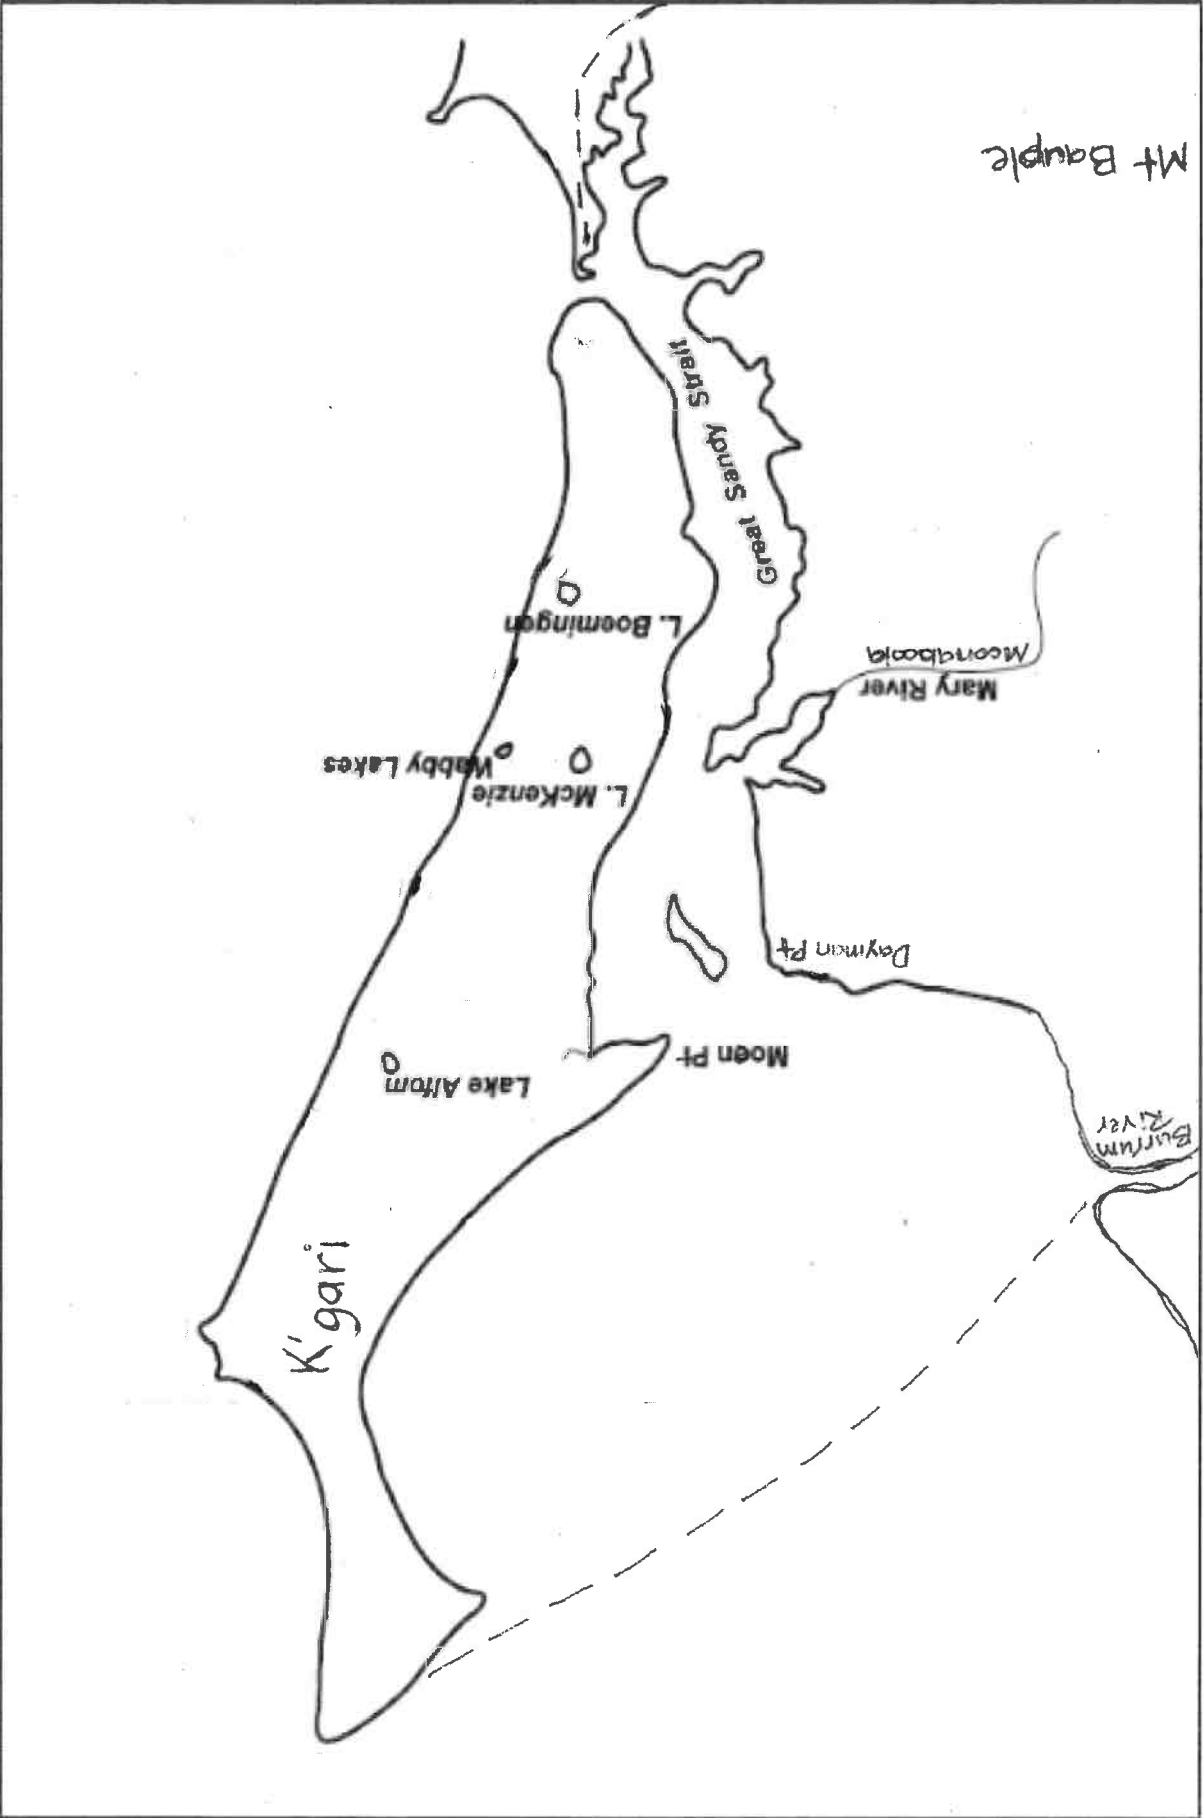 K'gari
Burrum
River
Lake Allom
Moon Pt
Dayman Pt
L. McKenzie
Wabby Lakes
Mary River
Moonaboola
L. Boemingen
Great Sandy Strait
Mt Bauple